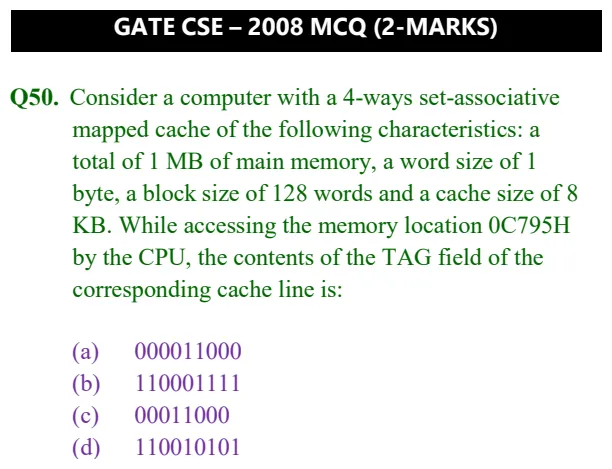 GATE CSE – 2008 MCQ (2-MARKS)
Q50. Consider a computer with a 4-ways set-associative
mapped cache of the following characteristics: a
total of 1 MB of main memory, a word size of 1
byte, a block size of 128 words and a cache size of 8
KB. While accessing the memory location 0C795H
by the CPU, the contents of the TAG field of the
corresponding cache line is:
(a) 000011000
(b) 110001111
(c) 00011000
(d) 110010101